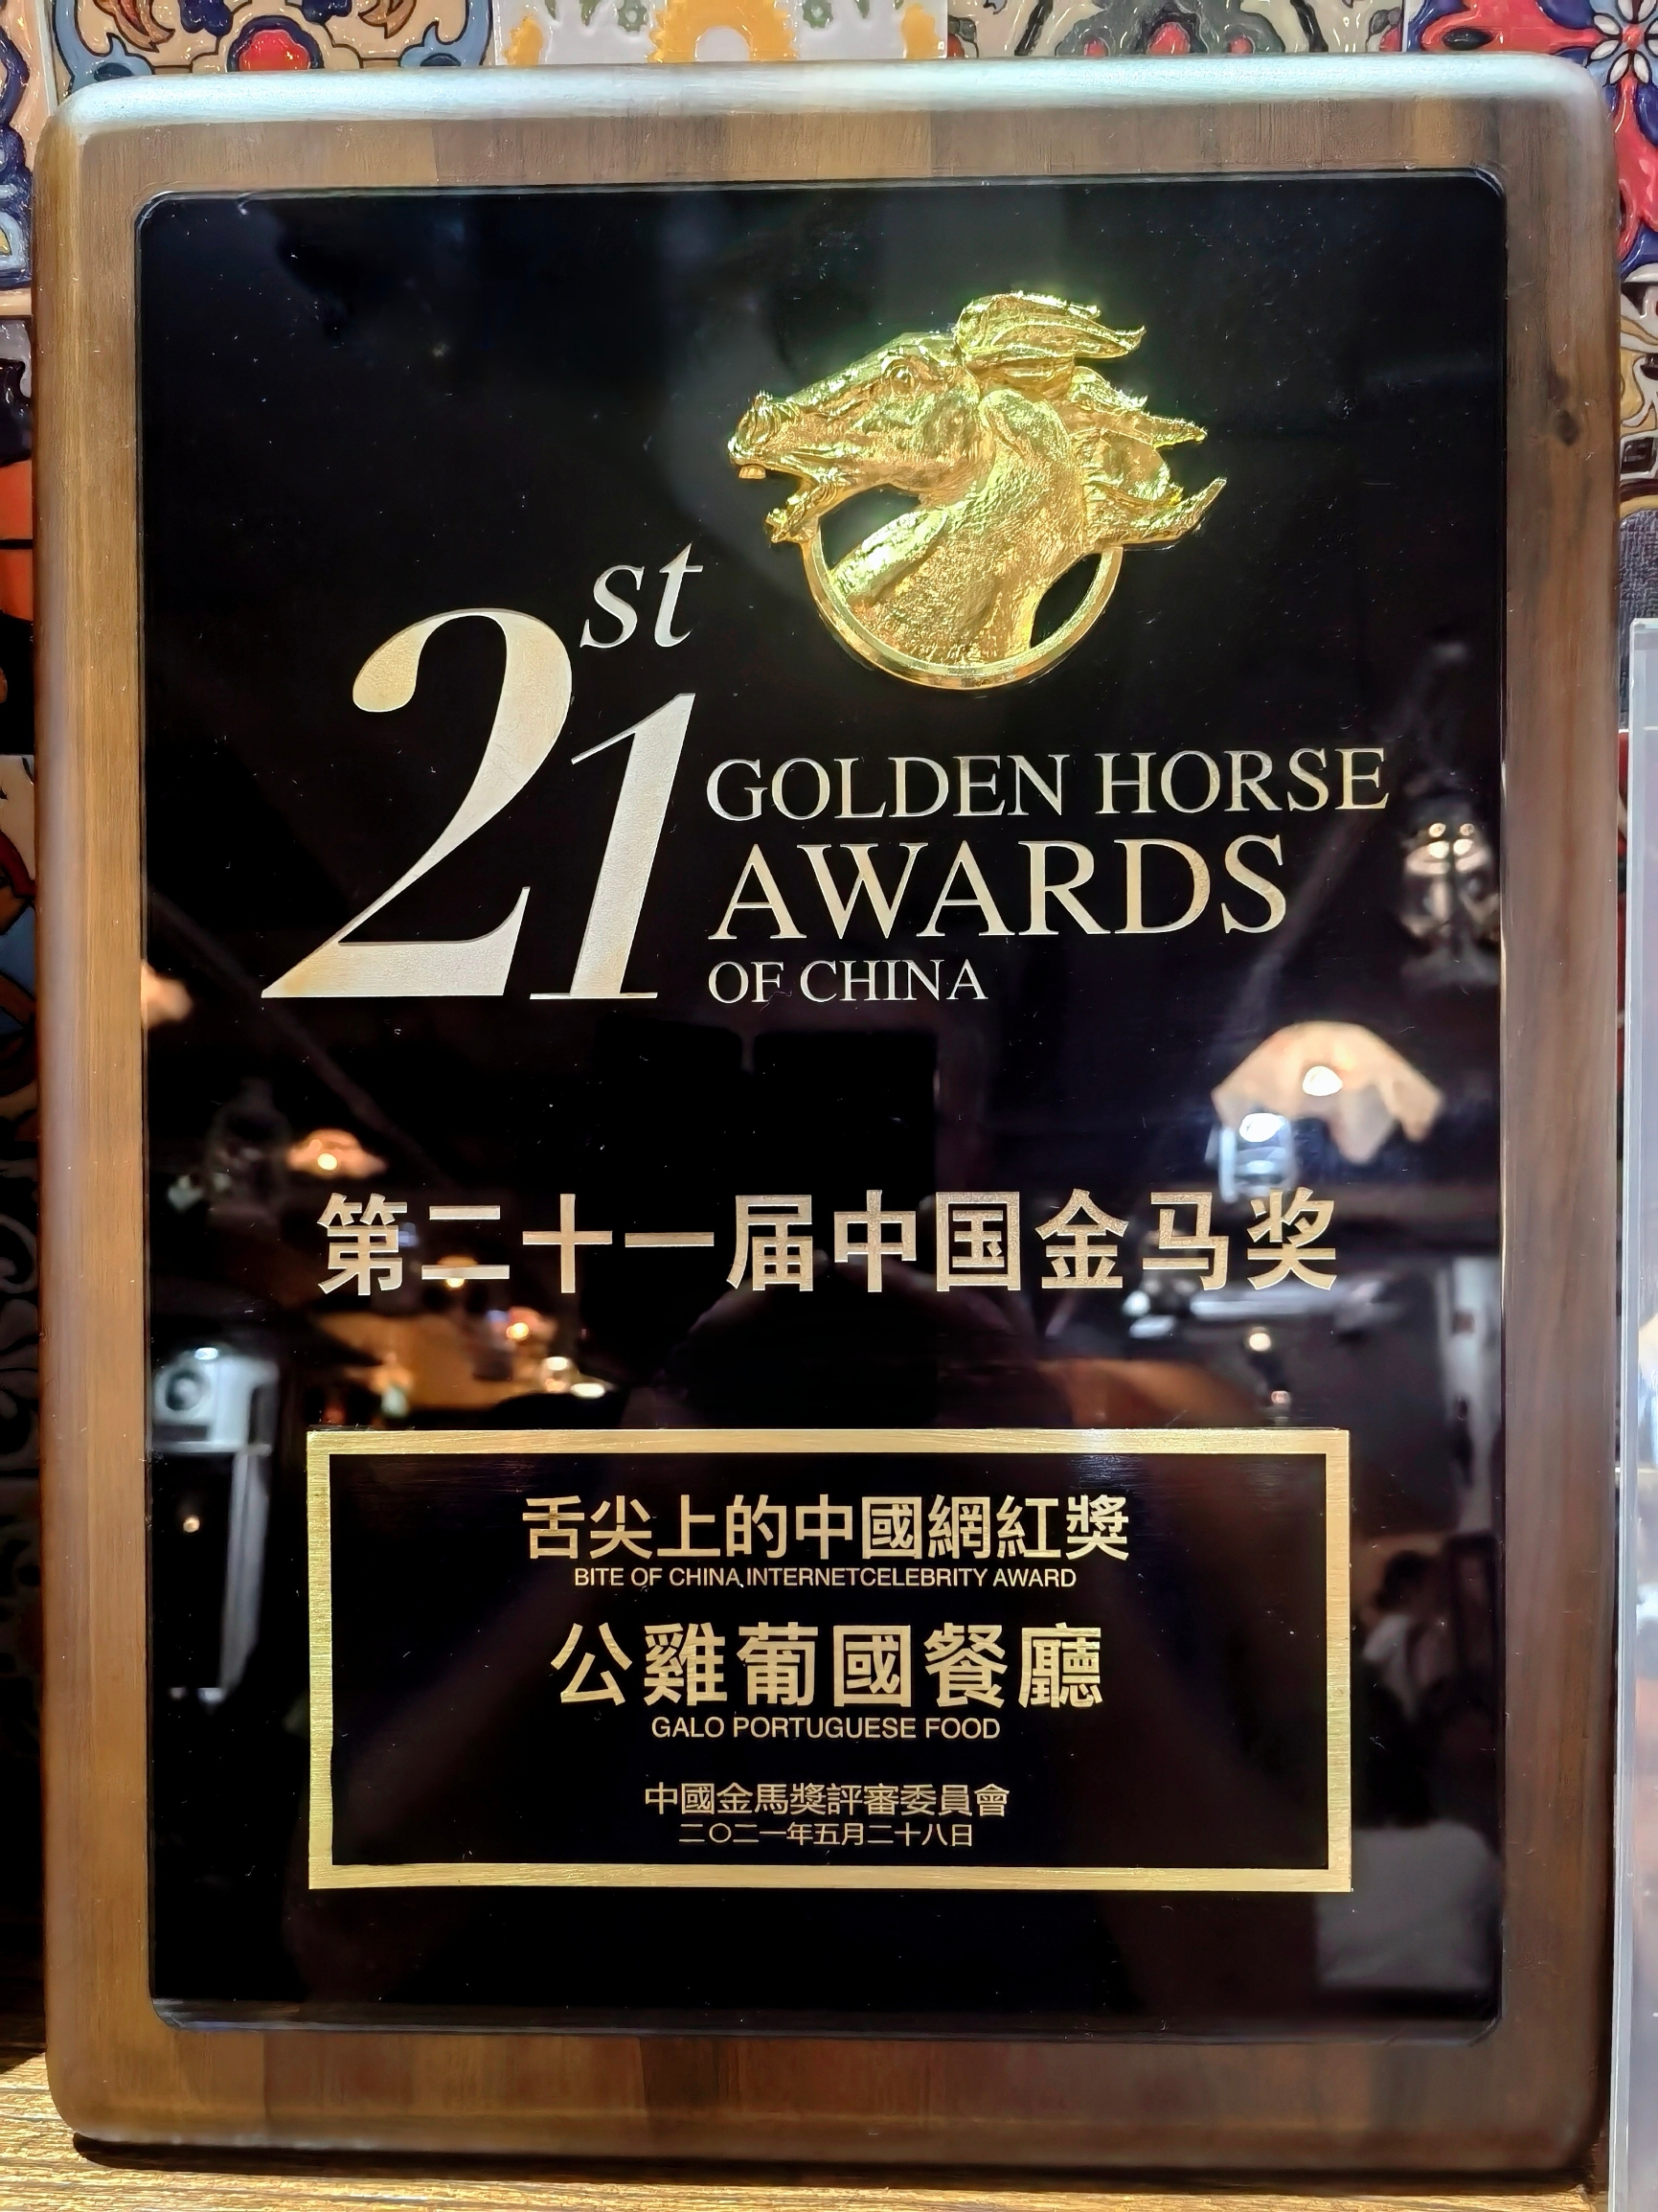 21st
GOLDEN HORSE
AWARDS
OF CHINA
第二十一届中国金马奖
舌尖上的中國網紅獎
BITE OF CHINA,INTERNETCELEBRITY AWARD
公雞葡國餐廳
GALO PORTUGUESE FOOD
中國金馬獎評審委員會
二〇二一年五月二十八日